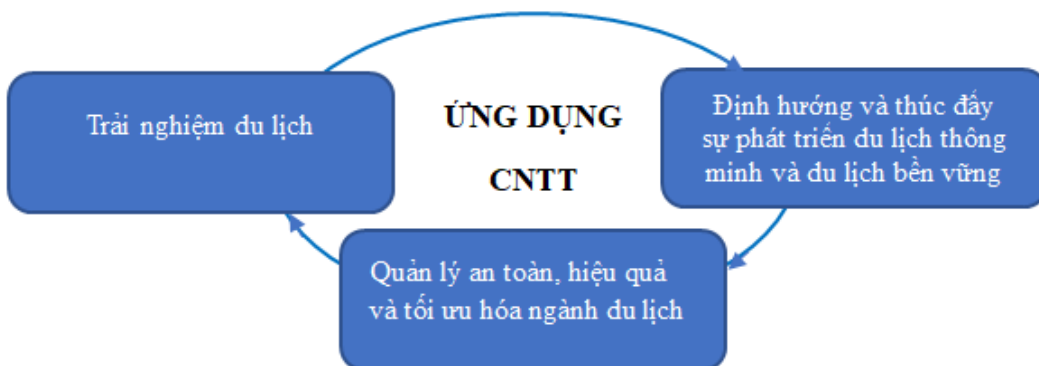 Trải nghiệm du lịch
ỨNG DỤNG
CNTT
Định hướng và thúc đẩy
sự phát triển du lịch thông
minh và du lịch bền vững
Quản lý an toàn, hiệu quả
và tối ưu hóa ngành du lịch